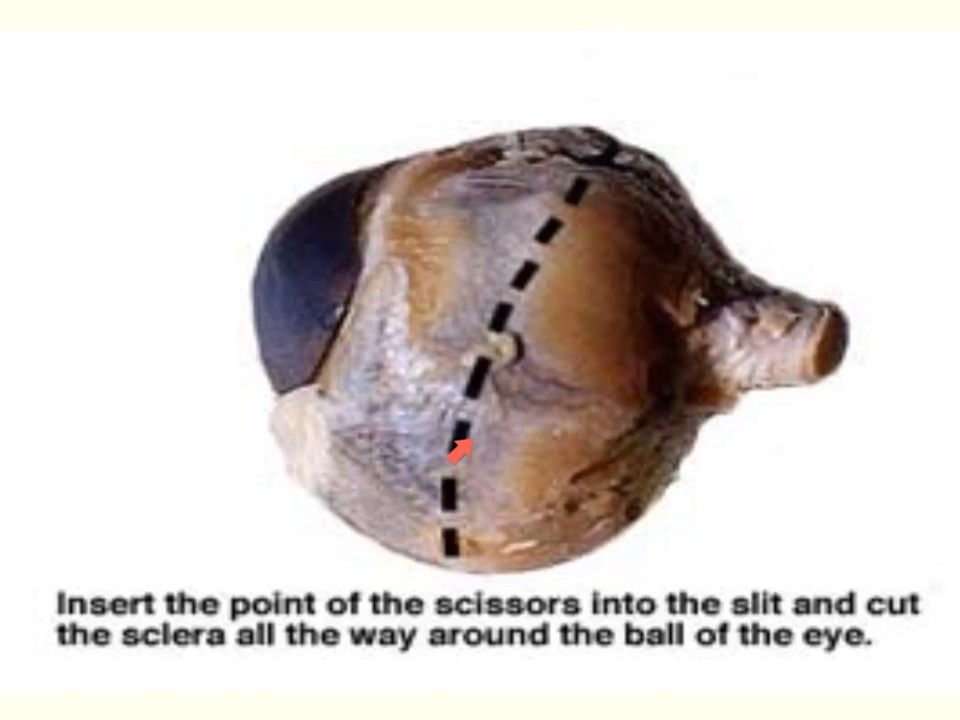 Insert the point of the scissors into the slit and cut
the sclera all the way around the ball of the eye.